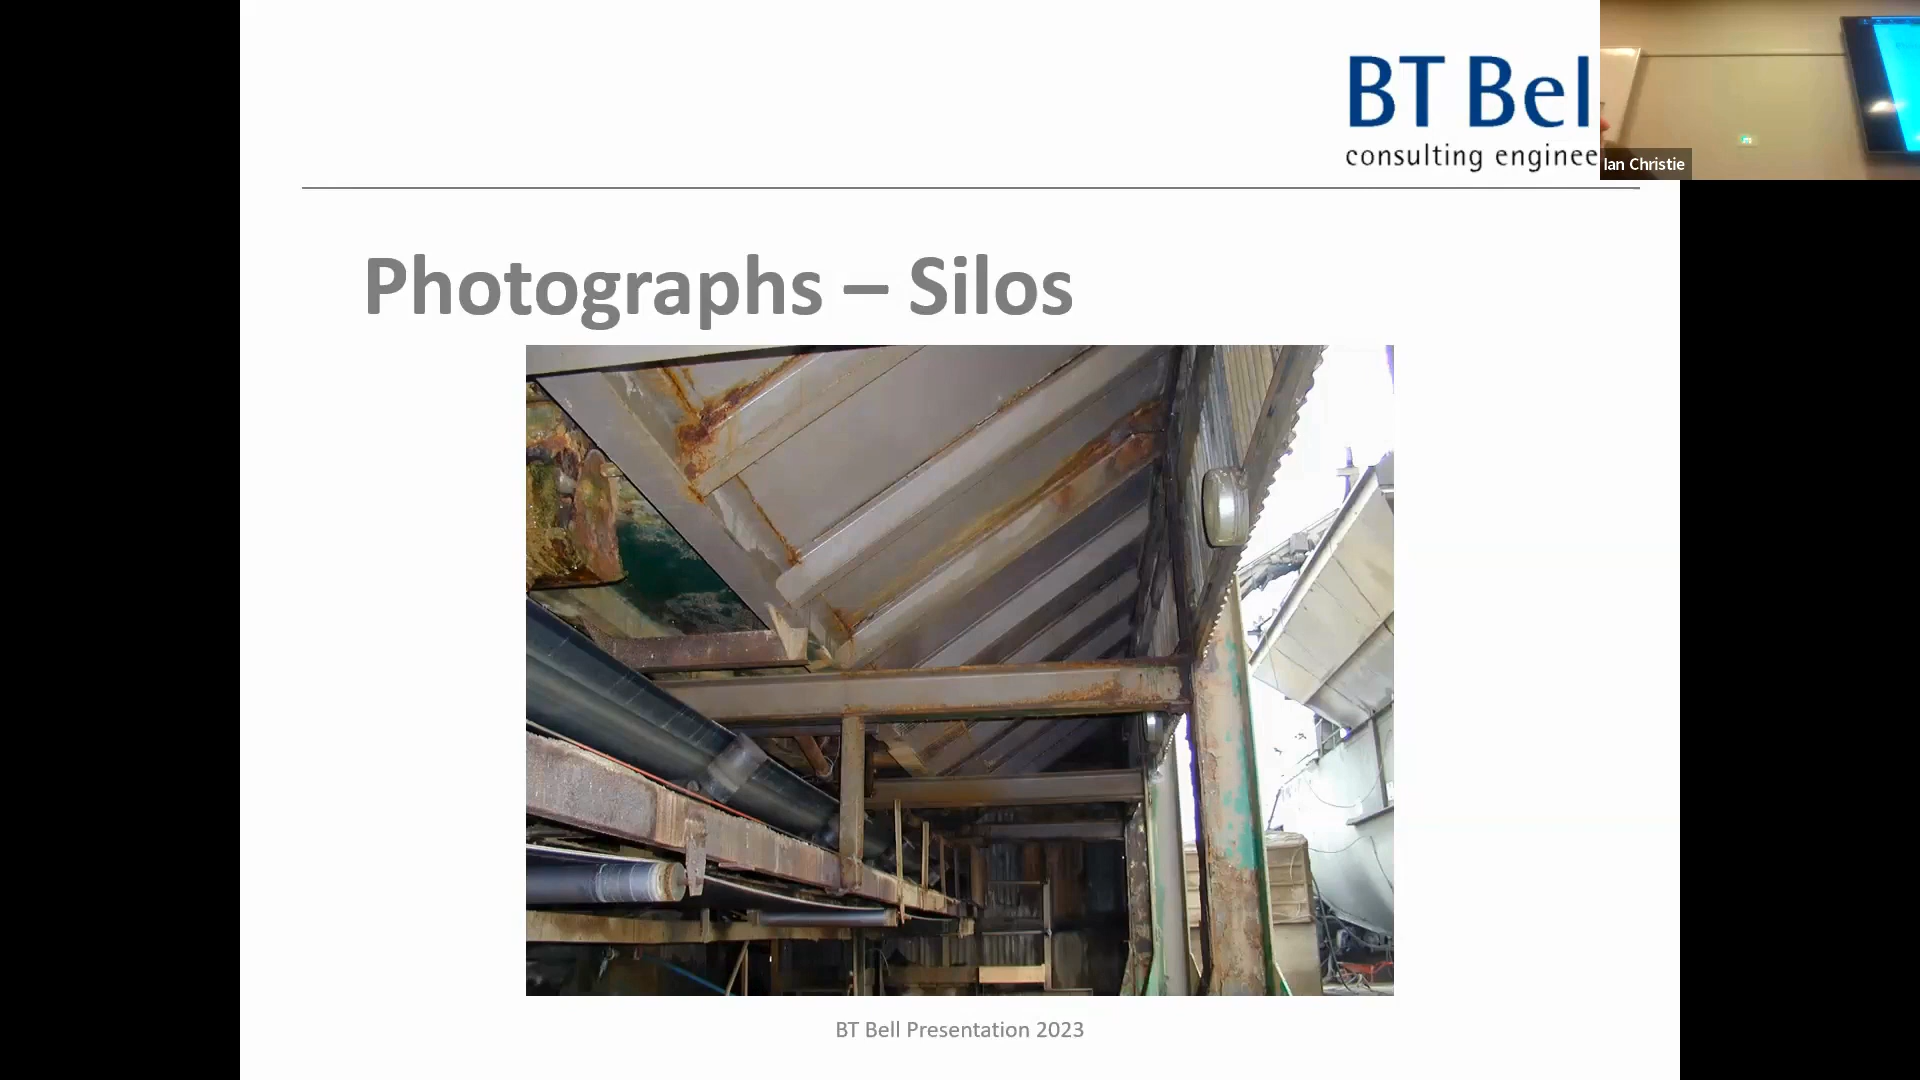 BT Bel
consulting enginee
Ian Christie
Photographs – Silos
BT Bell Presentation 2023